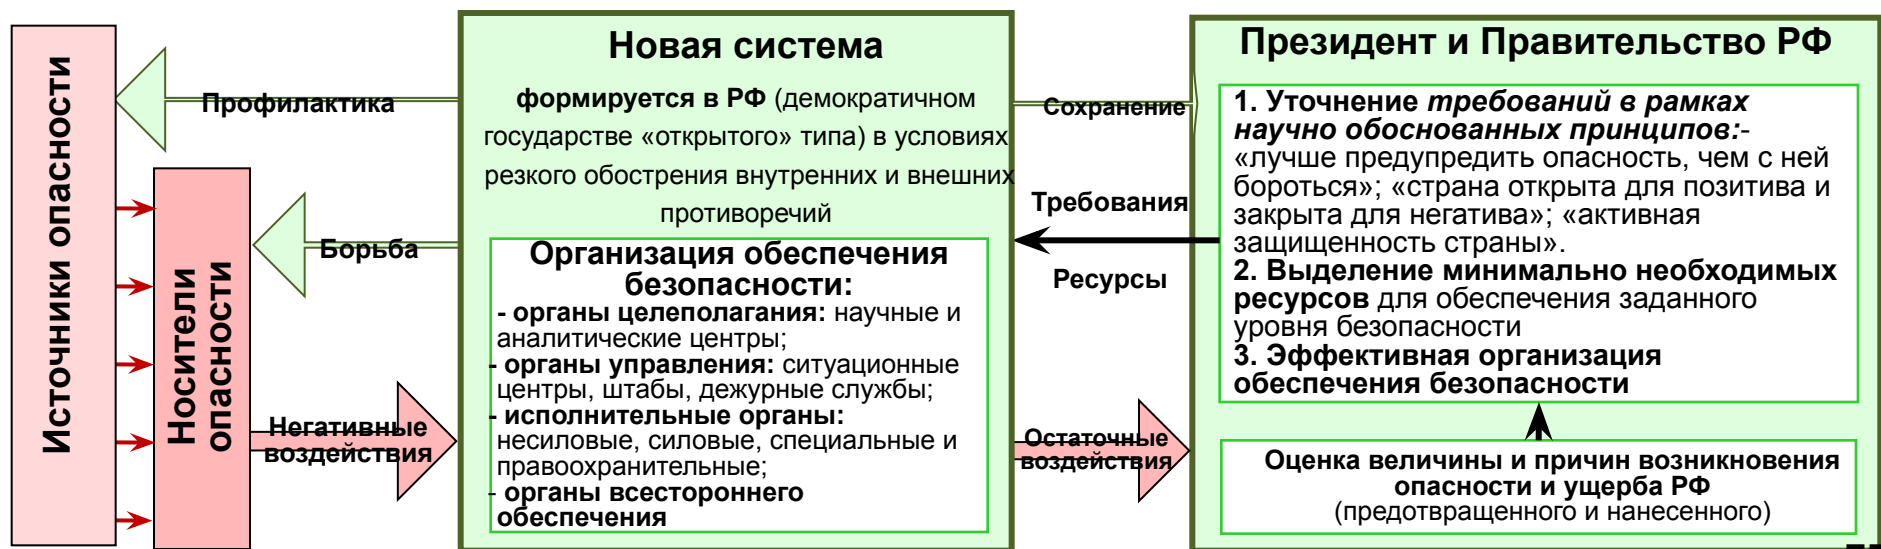 Источники опасности
Носители
опасности
Профилактика
Борьба
Негативные
воздействия
Новая система
формируется в РФ (демократичном
государстве «открытого» типа) в условиях
резкого обострения внутренних и внешних
противоречий
Организация обеспечения
безопасности:
- органы целеполагания: научные и
аналитические центры;
- органы управления: ситуационные
центры, штабы, дежурные службы;
- исполнительные органы:
несиловые, силовые, специальные и
правоохранительные;
- органы всестороннего
обеспечения
Сохранение
Требования
Ресурсы
Остаточные
воздействия
Президент и Правительство РФ
1. Уточнение требований в рамках
научно обоснованных принципов:-
«лучше предупредить опасность, чем с ней
бороться»; «страна открыта для позитива и
закрыта для негатива»; «активная
защищенность страны».
2. Выделение минимально необходимых
ресурсов для обеспечения заданного
уровня безопасности
3. Эффективная организация
обеспечения безопасности
Оценка величины и причин возникновения
опасности и ущерба РФ
(предотвращенного и нанесенного)